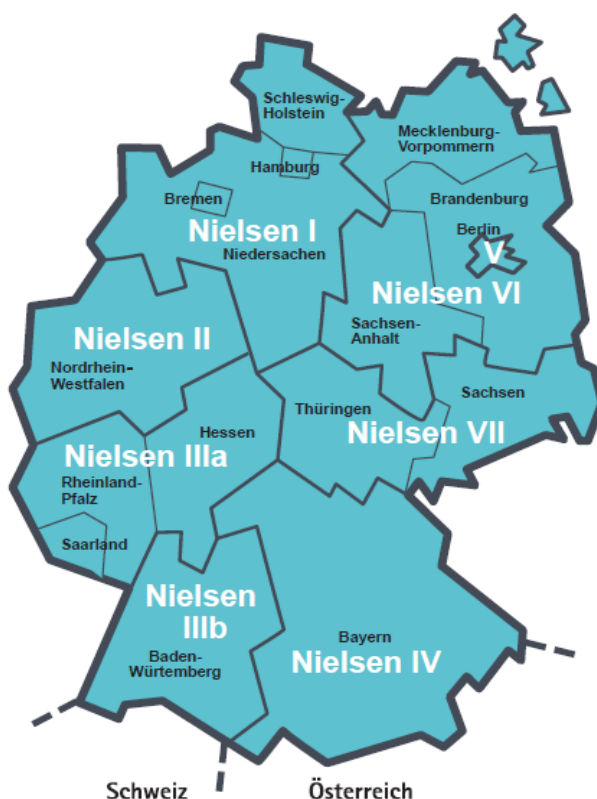 Schleswig-
Holstein
Mecklenburg-
Vorpommern
Hamburg
Bremen
Brandenburg
Berlin
V
Nielsen I
Niedersachen
Nielsen VI
Sachsen-
Anhalt
Nielsen II
Nordrhein-
Westfalen
Sachsen
Thüringen
Hessen
Nielsen VII
Nielsen IIIa
Rheinland-
Pfalz
Saarland
Nielsen
IIIb
Baden-
Würtemberg
Bayern
Nielsen IV
Schweiz
Österreich